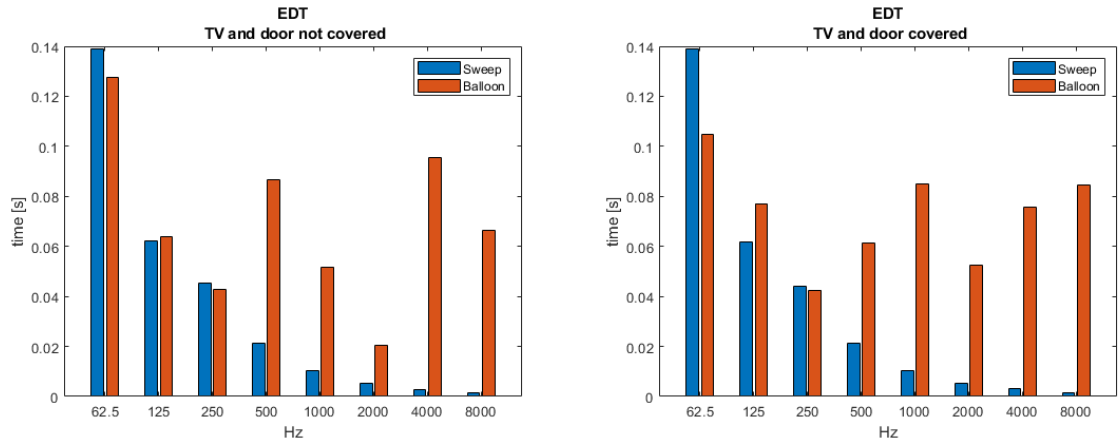 EDT
TV and door not covered
0.14
0.12
0.1
0.08
0.06
0.04
0.02
0
time [s]
62.5 125 250 500 1000 2000 4000 8000
Hz
Sweep
Balloon
EDT
TV and door covered
0.14
0.12
0.1
0.08
0.06
0.04
0.02
0
time [s]
62.5 125 250 500 1000 2000 4000 8000
Hz
Sweep
Balloon